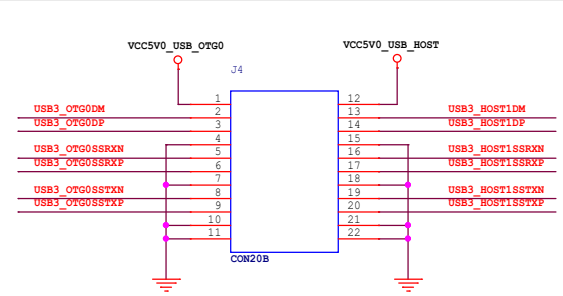 VCC5V0_USB_OTG0
VCC5V0_USB_HOST
J4
1
12
USB3_OTG0DM
2
13
USB3_HOST1DM
USB3_OTG0DP
3
14
USB3_HOST1DP
4
15
USB3_OTG0SSRXN
5
16
USB3_HOST1SSRXN
USB3_OTG0SSRXP
6
17
USB3_HOST1SSRXP
7
18
USB3_OTG0SSTXN
8
19
USB3_HOST1SSTXN
USB3_OTG0SSTXP
9
20
USB3_HOST1SSTXP
10
21
11
22
CON20B